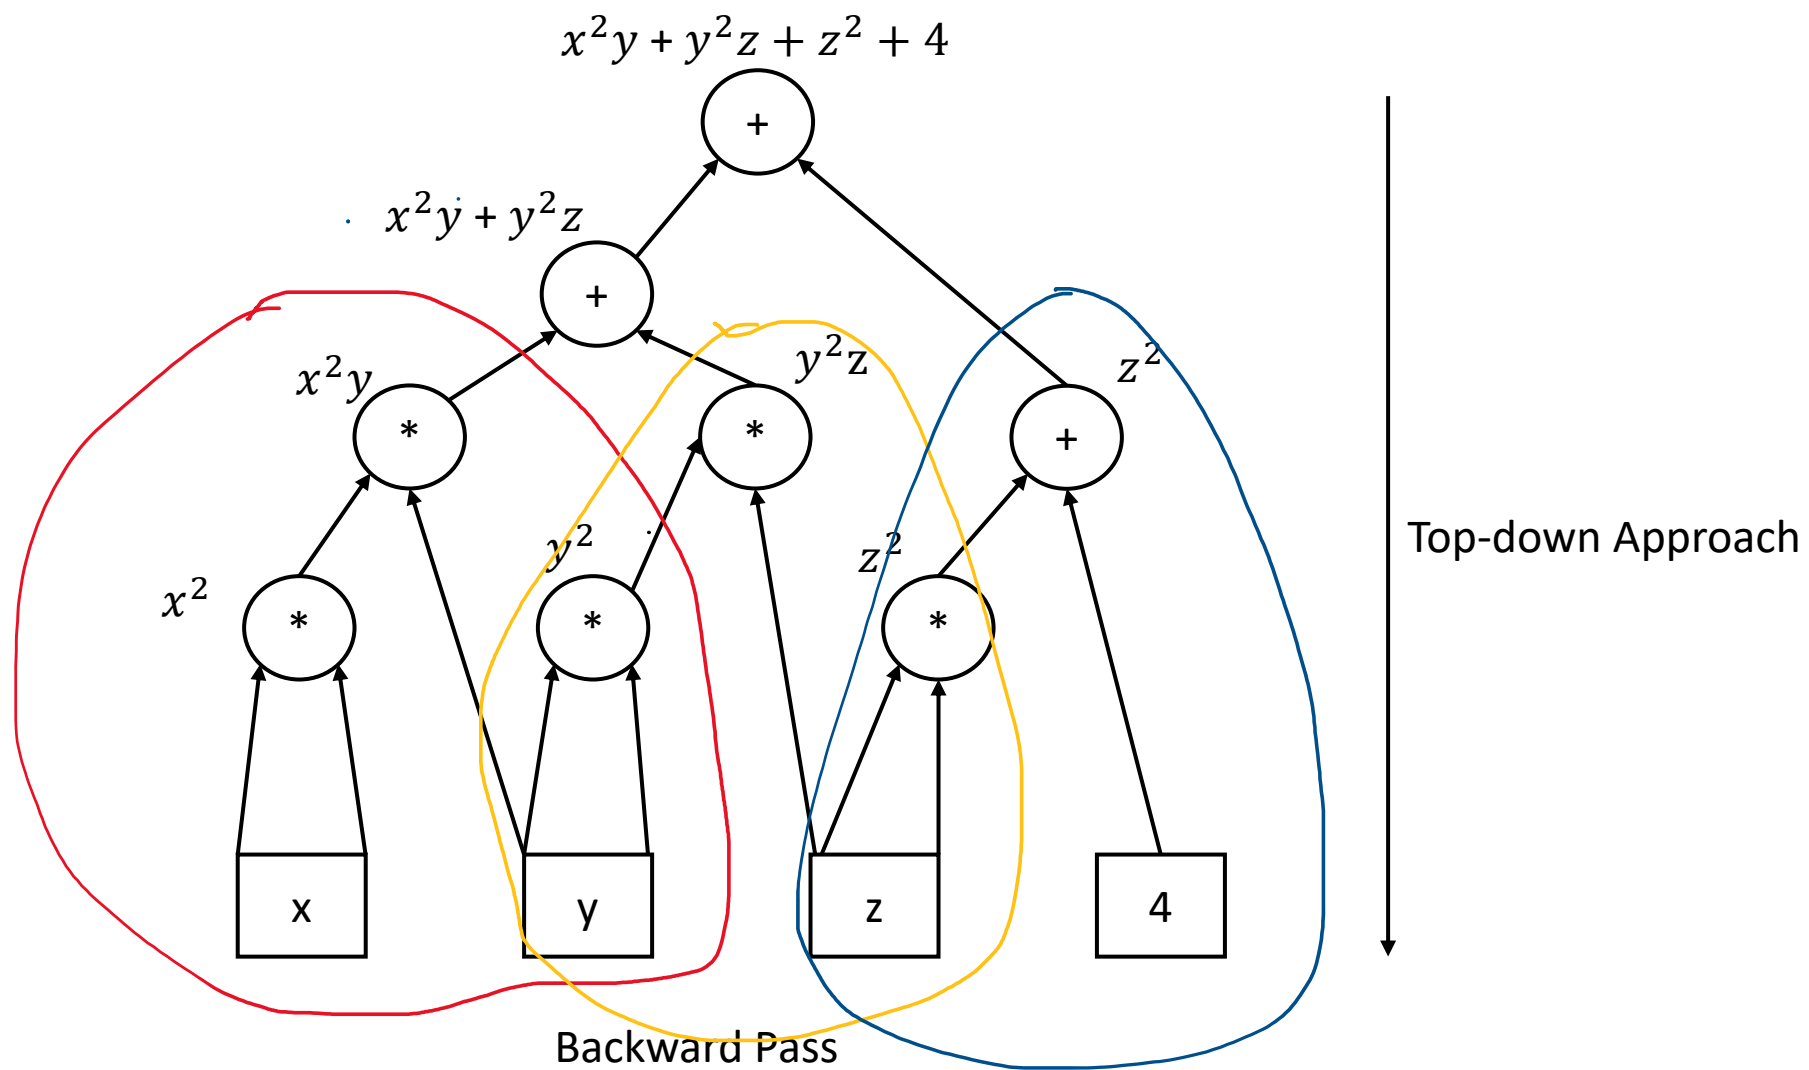 x²y + y²z + z² + 4
+
x²y + y²z
+
x²y
*
y²z
*
z²
+
Top-down Approach
x²
*
y²
*
z²
*
x
y
z
4
Backward Pass